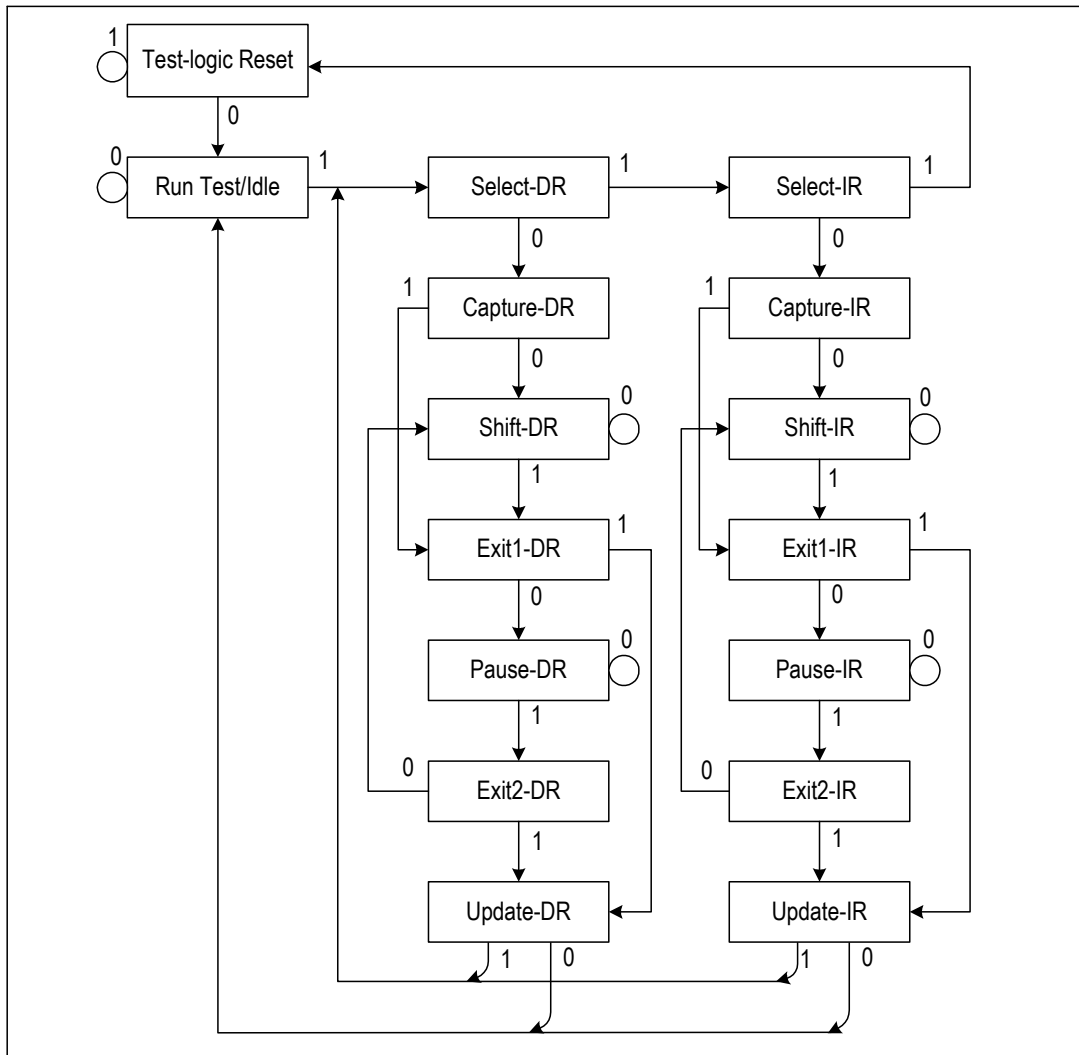 1
Test-logic Reset
0
0
Run Test/Idle
1
Select-DR
1
Select-IR
1
0
0
1
Capture-DR
1
Capture-IR
0
0
Shift-DR
0
Shift-IR
0
1
1
Exit1-DR
1
Exit1-IR
1
0
0
Pause-DR
0
Pause-IR
0
1
1
0
Exit2-DR
0
Exit2-IR
1
1
Update-DR
Update-IR
1
0
1
0